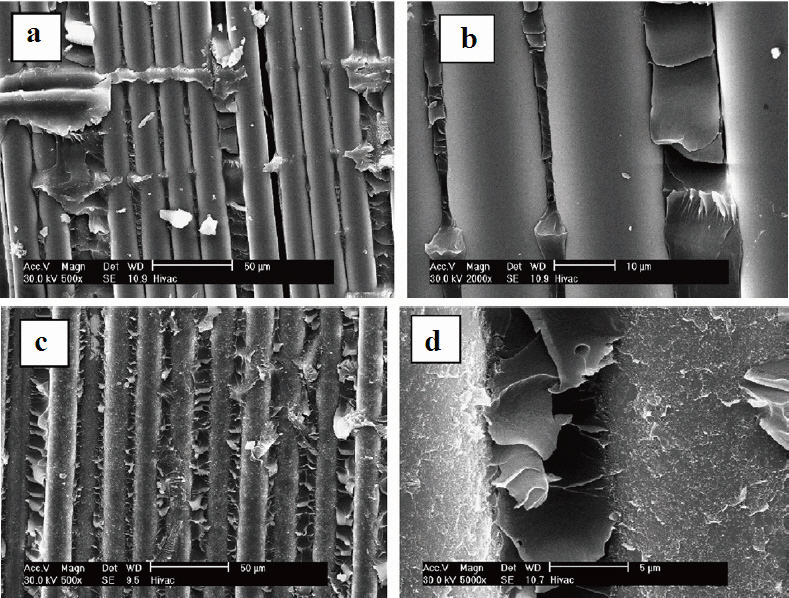 a
Acc.V Magn Det WD 50 µm
30.0 kV 500x SE 10.9 Hivac
b
Acc.V Magn Det WD 10 µm
30.0 kV 2000x SE 10.9 Hivac
c
Acc.V Magn Det WD 50 µm
30.0 kV 500x SE 9.5 Hivac
d
Acc.V Magn Det WD 5 µm
30.0 kV 5000x SE 10.7 Hivac